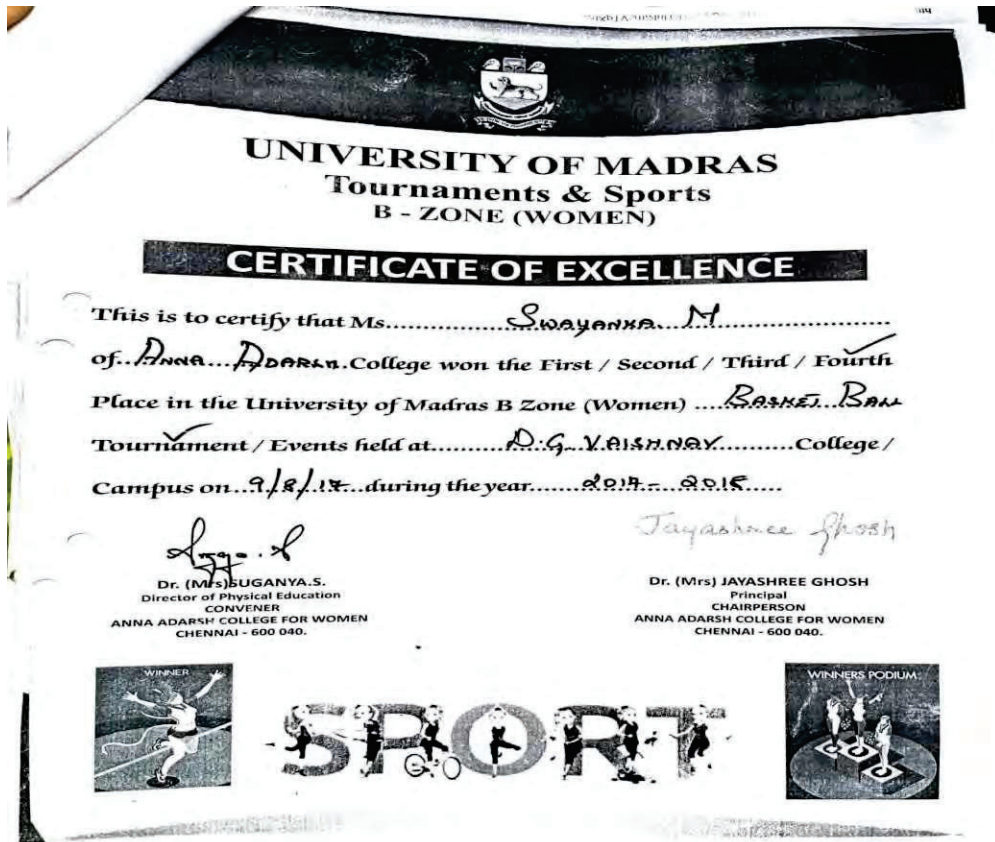 UNIVERSITY OF MADRAS
Tournaments & Sports
B - ZONE (WOMEN)
CERTIFICATE OF EXCELLENCE
This is to certify that Ms. Swayanka. M
of Anna Adarsh College won the First / Second / Third / Fourth
Place in the University of Madras B Zone (Women) Basket Ball
Tournament / Events held at D.G. Vaishnav College /
Campus on 9/8/17 during the year 2017 - 2018
Jayashree Ghosh
Dr. (Mrs)SUGANYA.S.
Director of Physical Education
CONVENER
ANNA ADARSH COLLEGE FOR WOMEN
CHENNAI - 600 040.
Dr. (Mrs) JAYASHREE GHOSH
Principal
CHAIRPERSON
ANNA ADARSH COLLEGE FOR WOMEN
CHENNAI - 600 040.
WINNER
SPORT
WINNERS PODIUM